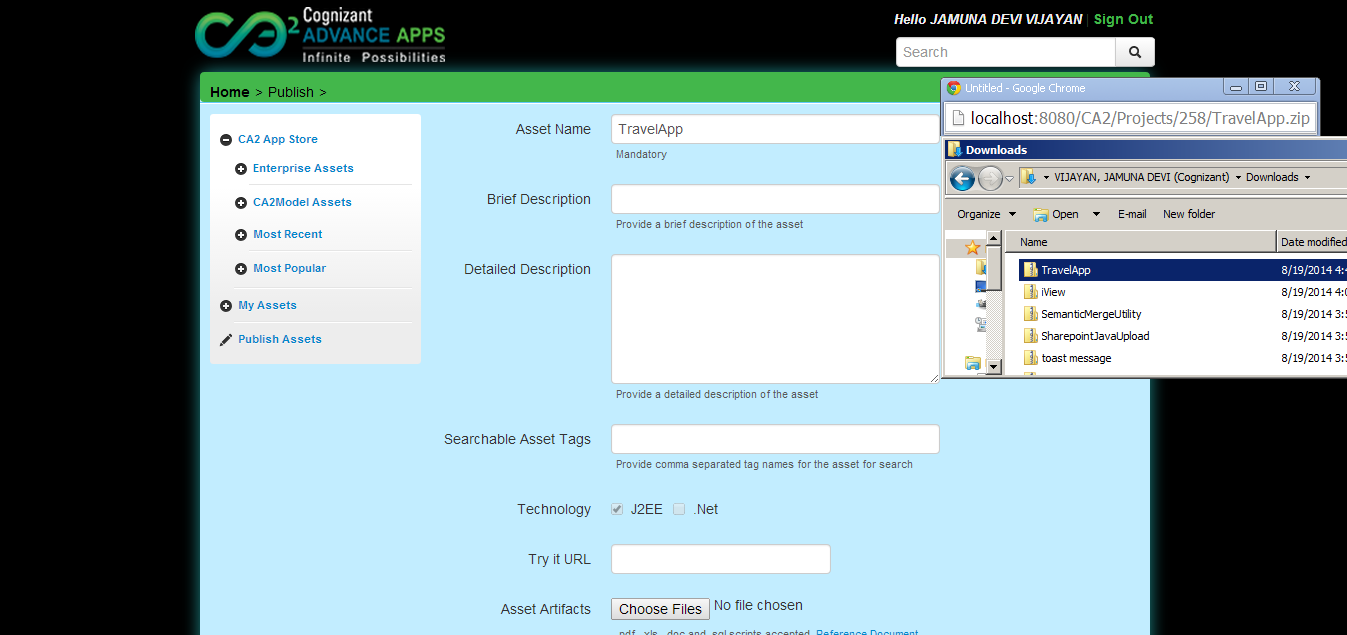 Cognizant
ADVANCE APPS
Infinite Possibilities
Hello JAMUNA DEVI VIJAYAN | Sign Out
Search
Home > Publish >
CA2 App Store
Enterprise Assets
CA2Model Assets
Most Recent
Most Popular
My Assets
Publish Assets
Asset Name
TravelApp
Mandatory
Brief Description
Provide a brief description of the asset
Detailed Description
Provide a detailed description of the asset
Searchable Asset Tags
Provide comma separated tag names for the asset for search
Technology
J2EE .Net
Try it URL
Asset Artifacts
Choose Files No file chosen
.pdf, .xls, .doc and .sql scripts accepted. Reference Document
Untitled - Google Chrome
localhost:8080/CA2/Projects/258/TravelApp.zip
Downloads
VIJAYAN, JAMUNA DEVI (Cognizant) Downloads
Organize Open E-mail New folder
Name Date modified
TravelApp 8/19/2014 4:4
iView 8/19/2014 4:0
SemanticMergeUtility 8/19/2014 3:5
SharepointJavaUpload 8/19/2014 3:5
toast message 8/19/2014 3:5